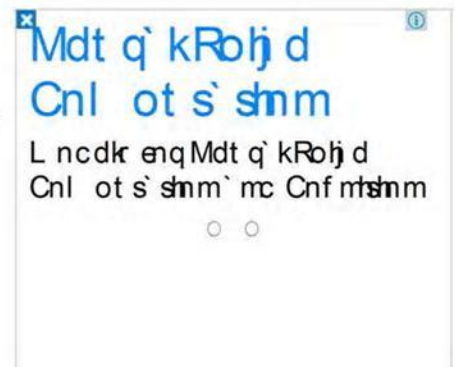 Mdt q` kRohj d
Cnl ot s` shnm
L ncdkr enq Mdt q` kRohj d
Cnl ot s` shnm ` mc Cnf mhshnm